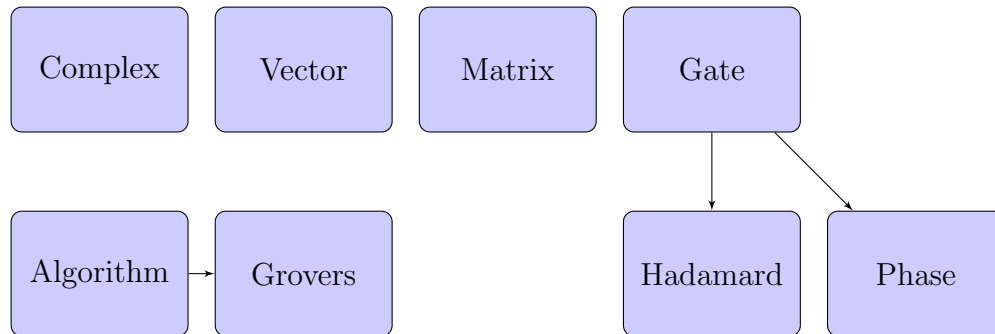 Complex
Vector
Matrix
Gate
Algorithm
Grovers
Hadamard
Phase